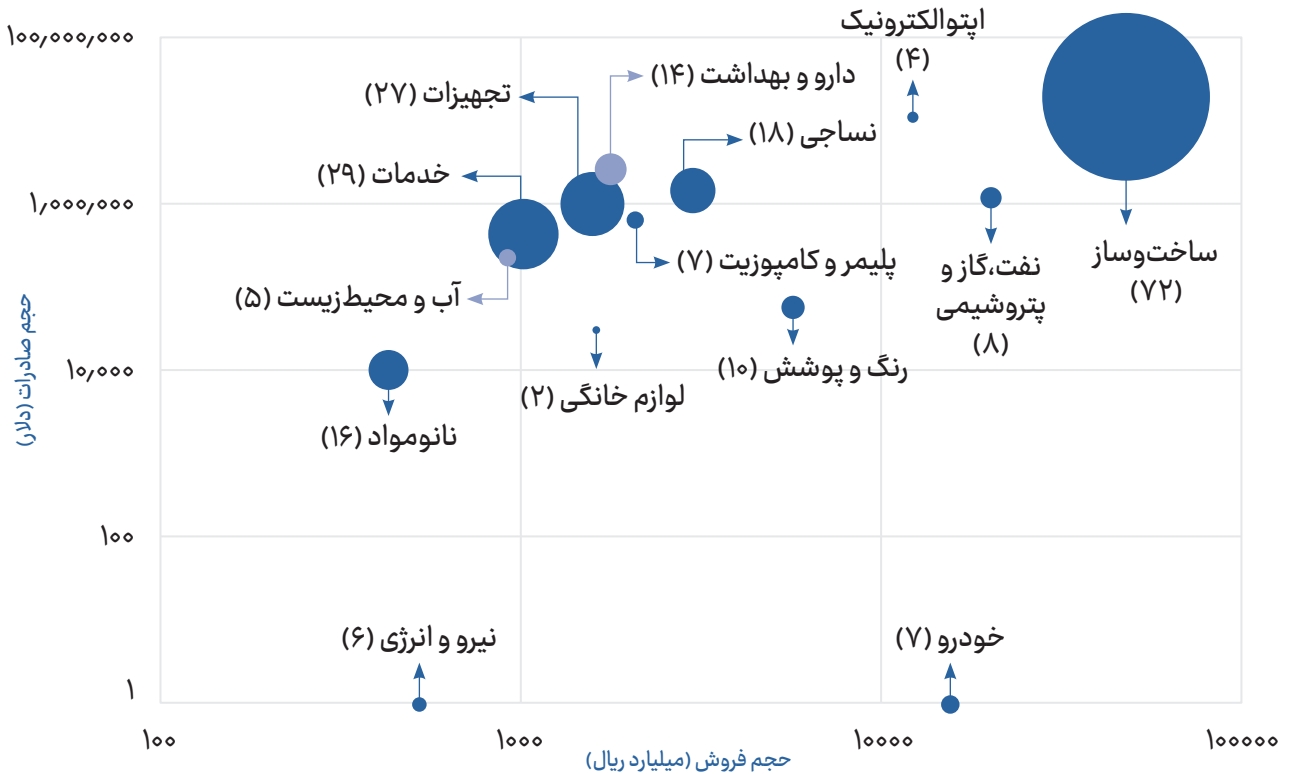 اپتوالکترونیک
(۴)
۱۰۰٫۰۰۰٫۰۰۰
دارو و بهداشت (۱۴)
تجهیزات (۲۷)
نساجی (۱۸)
خدمات (۲۹)
۱٫۰۰۰٫۰۰۰
ساخت‌وساز
(۷۲)
نفت،گاز و
پتروشیمی
(۸)
پلیمر و کامپوزیت (۷)
آب و محیط‌زیست (۵)
رنگ و پوشش (۱۰)
۱۰٫۰۰۰
لوازم خانگی (۲)
نانومواد (۱۶)
حجم صادرات (دلار)
۱۰۰
نیرو و انرژی (۶)
خودرو (۷)
۱
۱۰۰
۱۰۰۰
۱۰۰۰۰
۱۰۰۰۰۰
حجم فروش (میلیارد ریال)